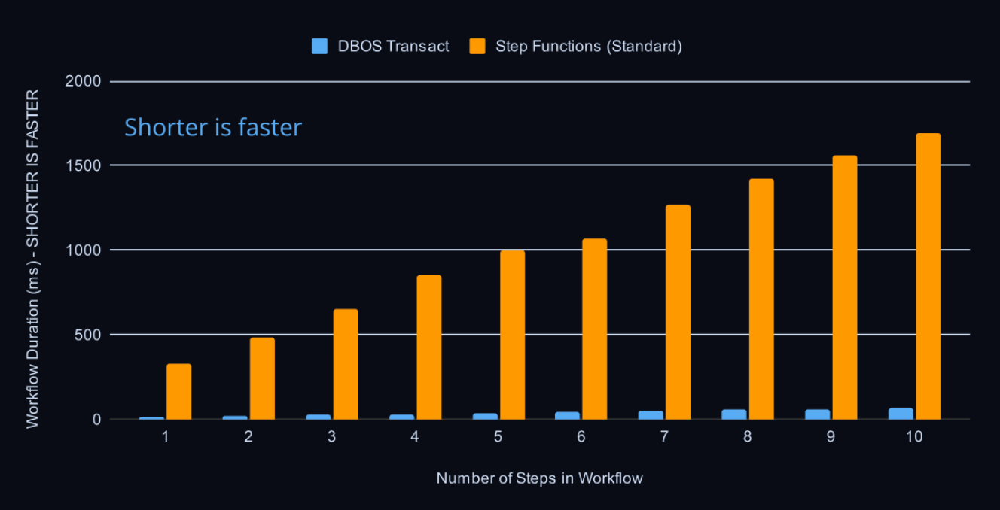 DBOS Transact
Step Functions (Standard)
2000
Shorter is faster
1500
1000
500
0
Workflow Duration (ms) - SHORTER IS FASTER
1 2 3 4 5 6 7 8 9 10
Number of Steps in Workflow